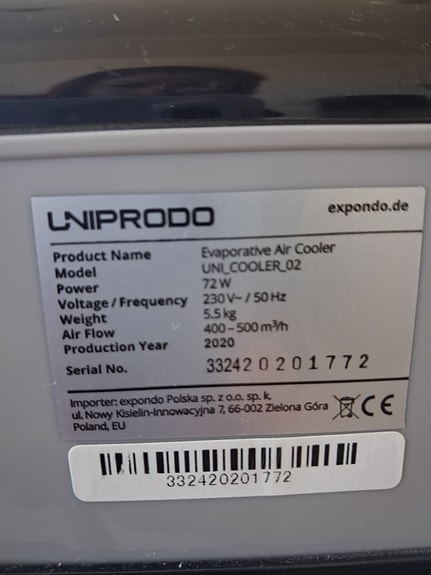 UNIPRODO expondo.de
Product Name Evaporative Air Cooler
Model UNI_COOLER_02
Power 72 W
Voltage / Frequency 230 V~ / 50 Hz
Weight 5.5 kg
Air Flow 400 – 500 m³/h
Production Year 2020
Serial No. 332420201772
Importer: expondo Polska sp. z o.o. sp. k.
ul. Nowy Kisielin-Innowacyjna 7, 66-002 Zielona Góra
Poland, EU
CE
332420201772